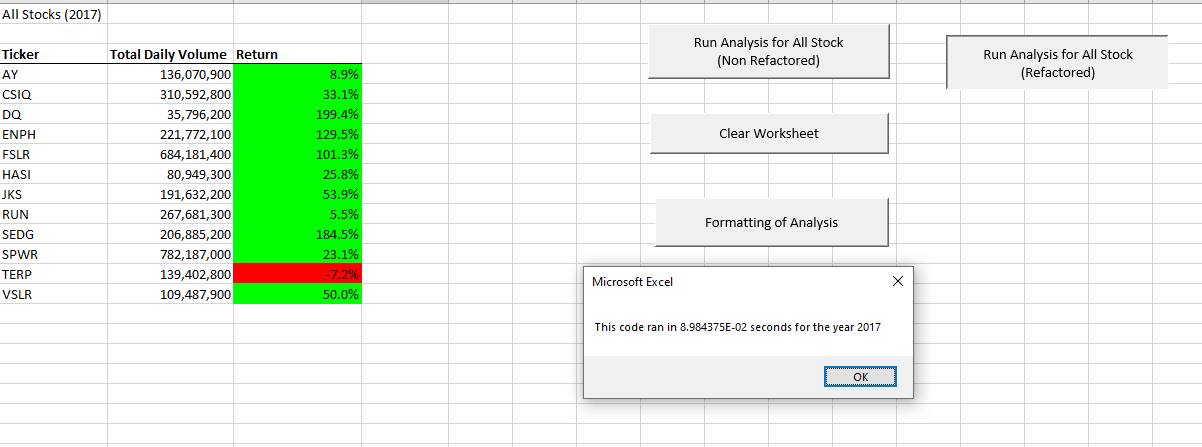 All Stocks (2017)
Ticker Total Daily Volume Return
AY 136,070,900 8.9%
CSIQ 310,592,800 33.1%
DQ 35,796,200 199.4%
ENPH 221,772,100 129.5%
FSLR 684,181,400 101.3%
HASI 80,949,300 25.8%
JKS 191,632,200 53.9%
RUN 267,681,300 5.5%
SEDG 206,885,200 184.5%
SPWR 782,187,000 23.1%
TERP 139,402,800 -7.2%
VSLR 109,487,900 50.0%
Run Analysis for All Stock
(Non Refactored)
Run Analysis for All Stock
(Refactored)
Clear Worksheet
Formatting of Analysis
Microsoft Excel
This code ran in 8.984375E-02 seconds for the year 2017
OK